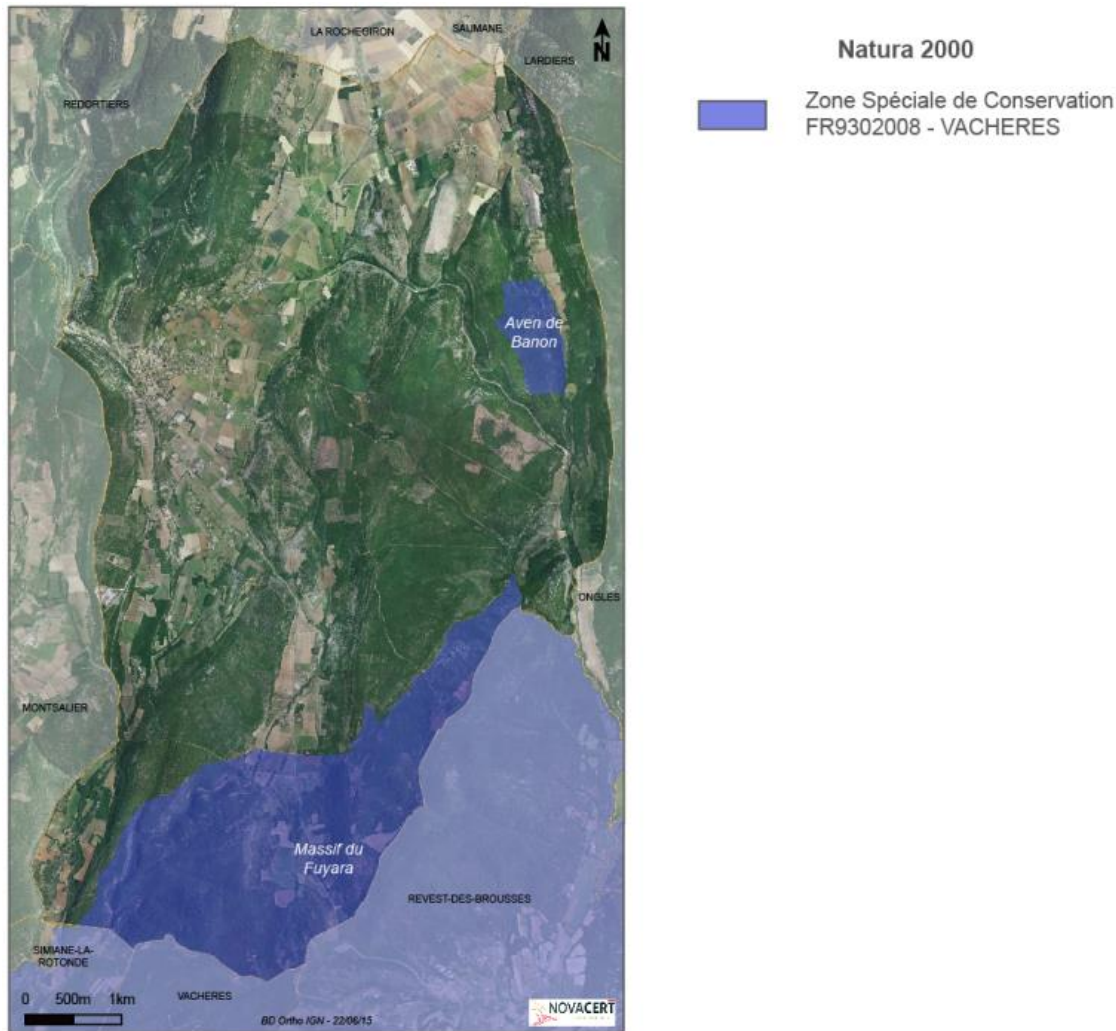 LA ROCHEGIRON
SAUMANE
N
LARDIERS
REDORTIERS
Natura 2000
Zone Spéciale de Conservation
FR9302008 - VACHERES
Aven de
Banon
ONGLES
MONTSALIER
Massif du
Fuyara
REVEST-DES-BROUSSES
SIMIANE-LA-
ROTONDE
VACHERES
0 500m 1km
BD Ortho IGN - 22/06/15
NOVACERT